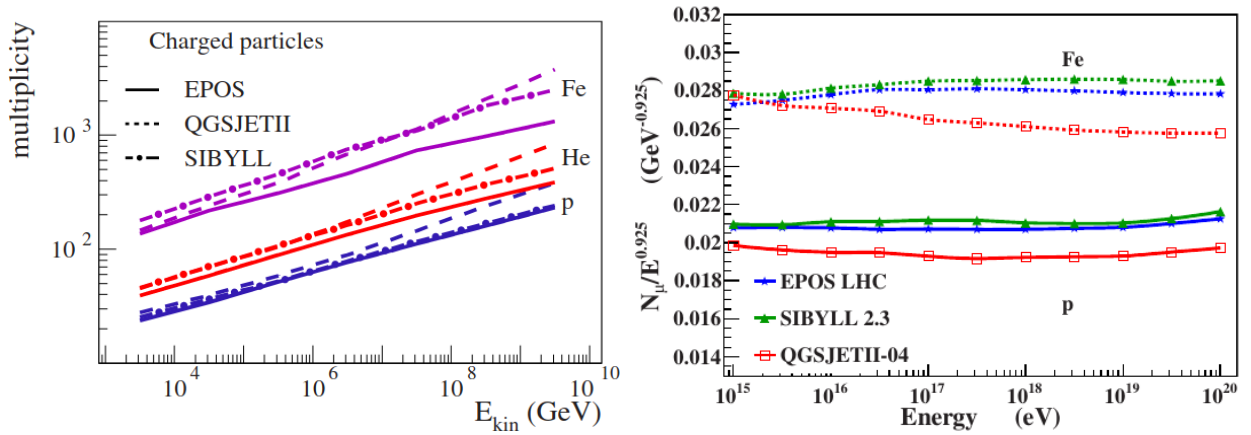 multiplicity
Charged particles
EPOS
QGSJETII
SIBYLL
Fe
He
p
10^3
10^2
10^4
10^6
10^8
10^10
E_kin (GeV)
N_μ/E^0.925 (GeV^-0.925)
0.032
0.03
0.028
0.026
0.024
0.022
0.02
0.018
0.016
0.014
Fe
p
EPOS LHC
SIBYLL 2.3
QGSJETII-04
10^15
10^16
10^17
10^18
10^19
10^20
Energy (eV)